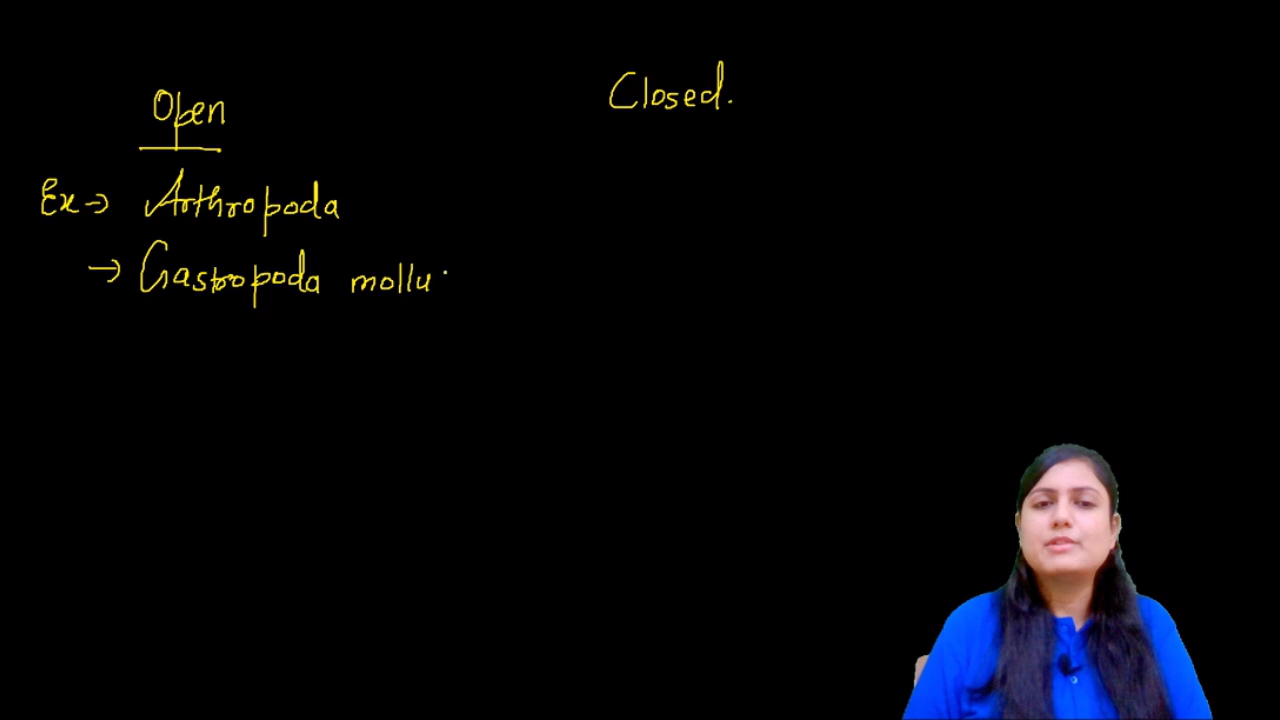 Open
Closed.
Ex → Arthropoda
→ Gastropoda mollu